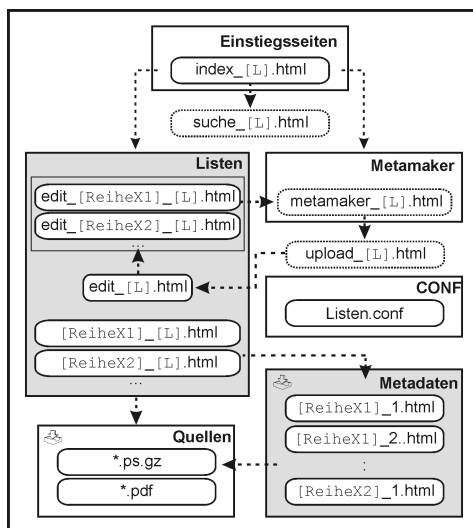 Einstiegsseiten
index_[L].html
suche_[L].html
Listen
edit_[ReiheX1]_[L].html
edit_[ReiheX2]_[L].html
...
edit_[L].html
[ReiheX1]_[L].html
[ReiheX2]_[L].html
...
Metamaker
metamaker_[L].html
upload_[L].html
CONF
Listen.conf
Metadaten
[ReiheX1]_1.html
[ReiheX1]_2..html
:
[ReiheX2]_1.html
Quellen
*.ps.gz
*.pdf